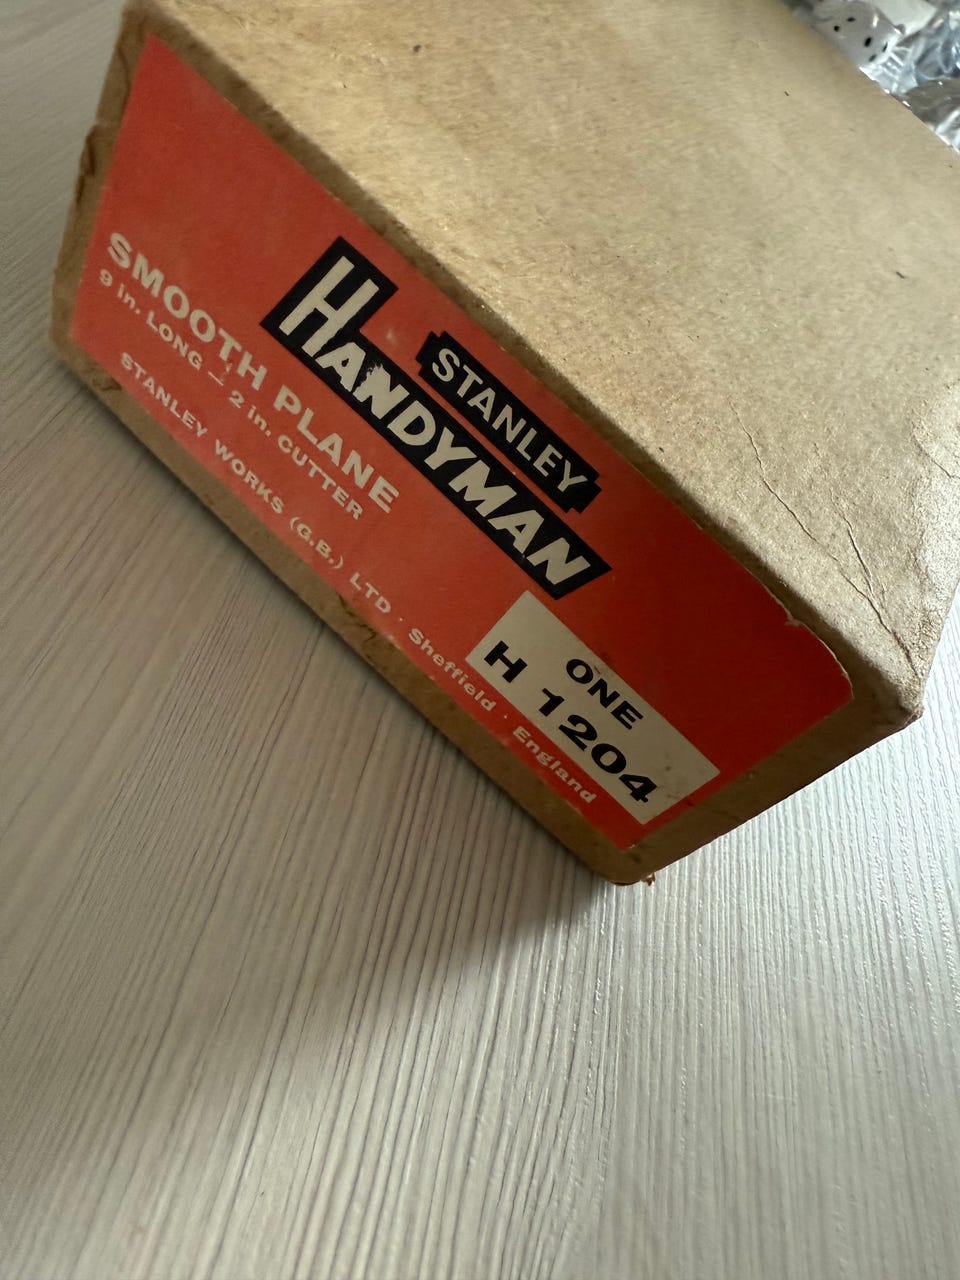 STANLEY
HANDYMAN
SMOOTH PLANE
9 in. LONG – 2 in. CUTTER
STANLEY WORKS (G.B.) LTD · Sheffield · England
ONE
H 1204